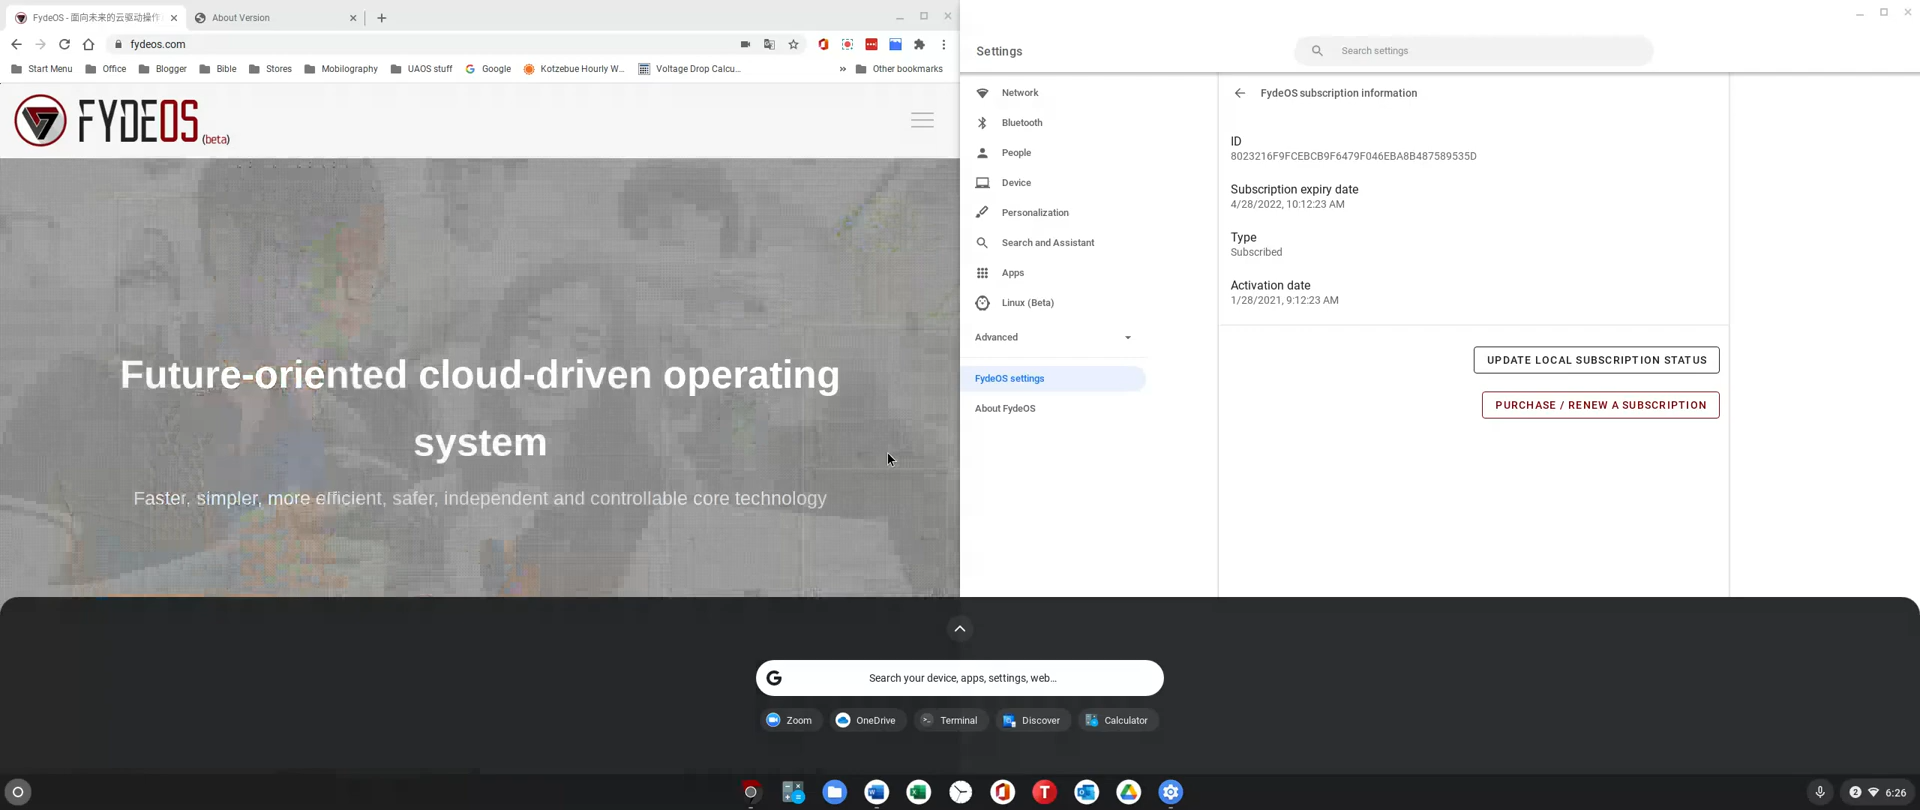 FydeOS - 面向未来的云驱动操作
About Version
fydeos.com
Start Menu
Office
Blogger
Bible
Stores
Mobilography
UAOS stuff
Google
Kotzebue Hourly W...
Voltage Drop Calcu...
»
Other bookmarks
FYDEOS (beta)
Future-oriented cloud-driven operating
system
Faster, simpler, more efficient, safer, independent and controllable core technology
Settings
Search settings
Network
Bluetooth
People
Device
Personalization
Search and Assistant
Apps
Linux (Beta)
Advanced
FydeOS settings
About FydeOS
FydeOS subscription information
ID
8023216F9FCEBCB9F6479F046EBA8B487589535D
Subscription expiry date
4/28/2022, 10:12:23 AM
Type
Subscribed
Activation date
1/28/2021, 9:12:23 AM
UPDATE LOCAL SUBSCRIPTION STATUS
PURCHASE / RENEW A SUBSCRIPTION
G
Search your device, apps, settings, web...
Zoom
OneDrive
Terminal
Discover
Calculator
T
2
6:26